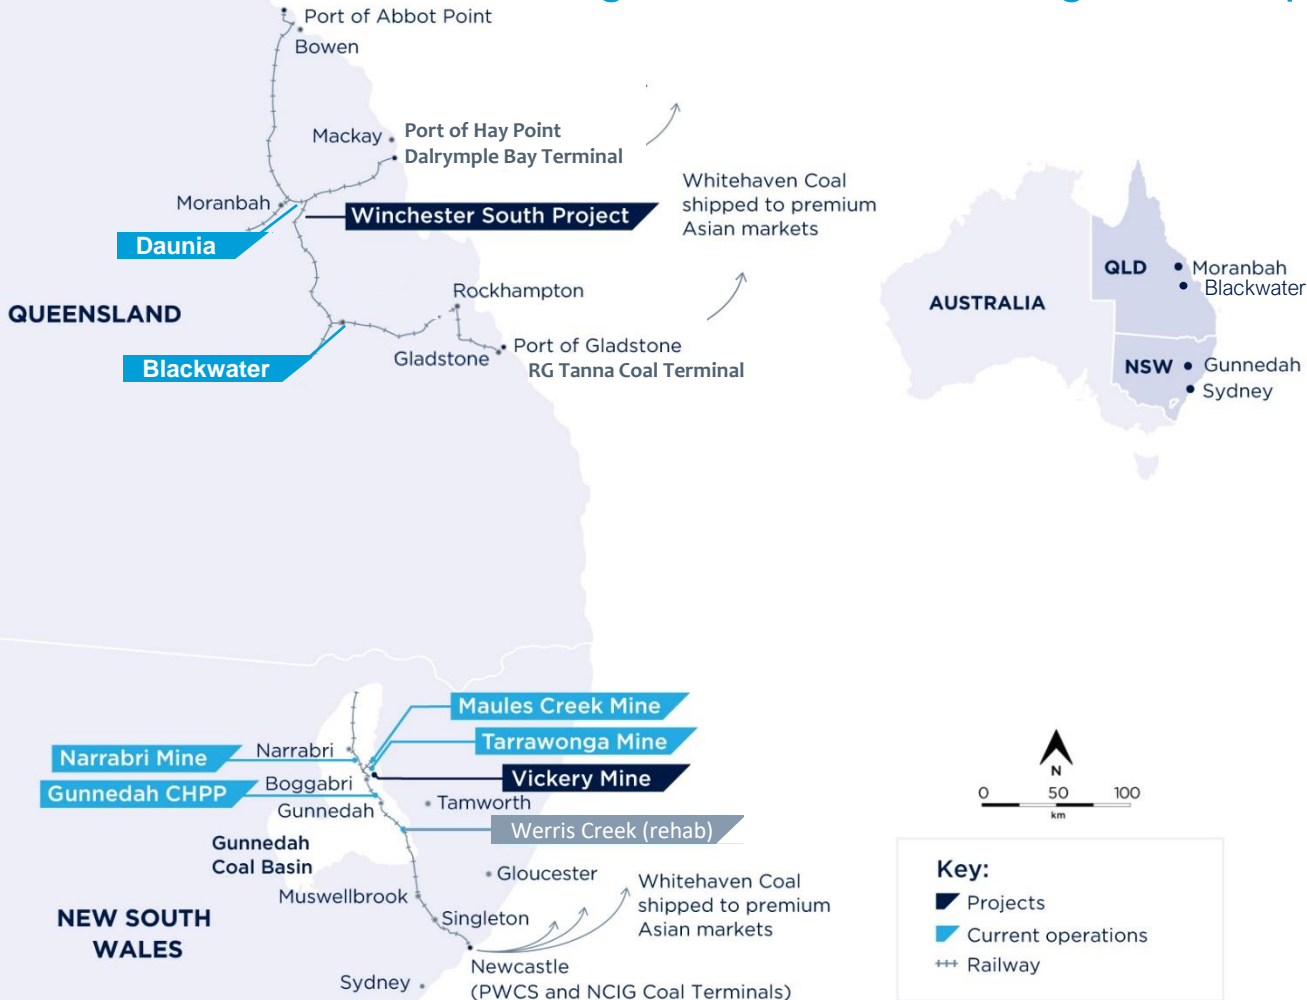 Port of Abbot Point
Bowen
Mackay
Port of Hay Point
Dalrymple Bay Terminal
Moranbah
Winchester South Project
Daunia
Whitehaven Coal
shipped to premium
Asian markets
QUEENSLAND
Rockhampton
Blackwater
Gladstone
Port of Gladstone
RG Tanna Coal Terminal
AUSTRALIA
QLD
Moranbah
Blackwater
NSW
Gunnedah
Sydney
Maules Creek Mine
Tarrawonga Mine
Narrabri Mine
Narrabri
Vickery Mine
Boggabri
Gunnedah CHPP
Gunnedah
Tamworth
Werris Creek (rehab)
Gunnedah
Coal Basin
Gloucester
Muswellbrook
Singleton
Whitehaven Coal
shipped to premium
Asian markets
NEW SOUTH
WALES
Newcastle
(PWCS and NCIG Coal Terminals)
Sydney
N
0 50 100
km
Key:
Projects
Current operations
Railway